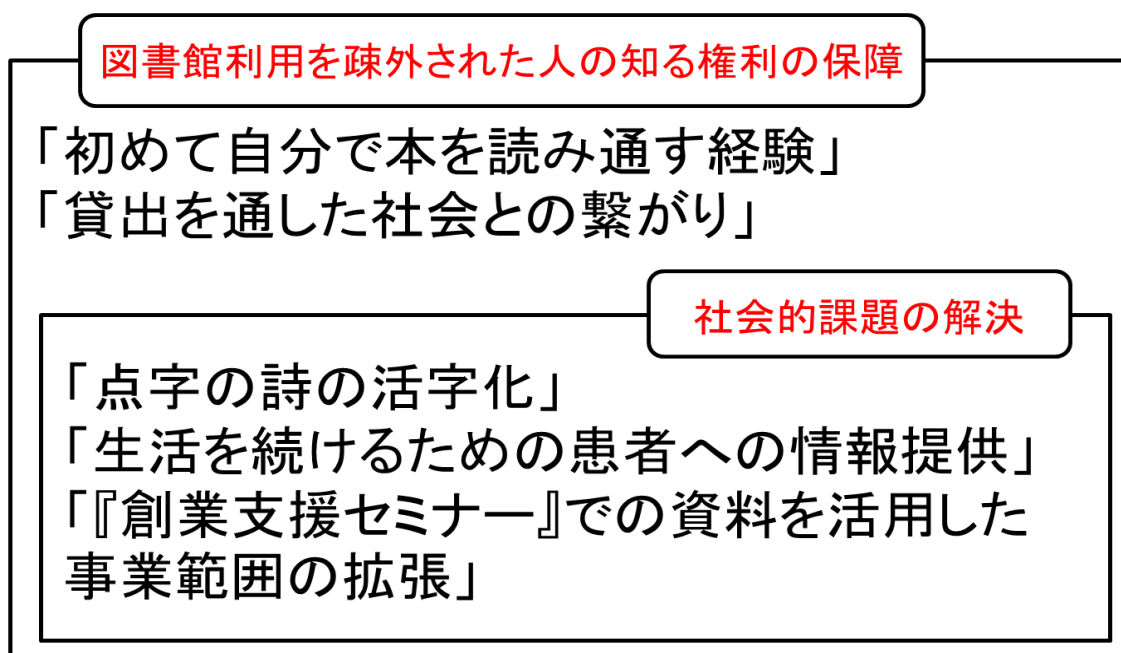 図書館利用を疎外された人の知る権利の保障
「初めて自分で本を読み通す経験」
「貸出を通した社会との繋がり」
社会的課題の解決
「点字の詩の活字化」
「生活を続けるための患者への情報提供」
「『創業支援セミナー』での資料を活用した
事業範囲の拡張」